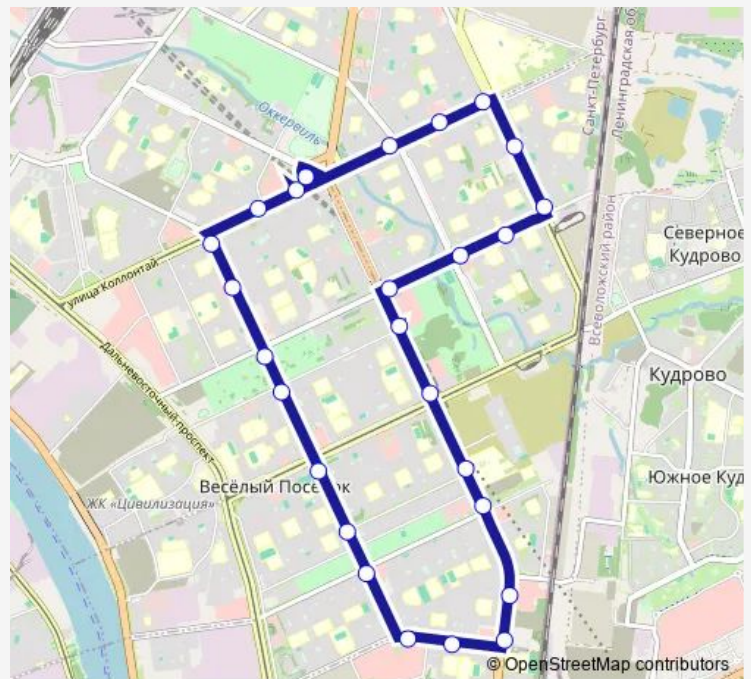 Оккервиль
Санкт-Петербург
Ленинградская об
Северное
Кудрово
Всеволожский район
улица Коллонтай
Дальневосточный проспект
Кудрово
Весёлый Посёлок
Южное Куд
ЖК «Цивилизация»
© OpenStreetMap contributors